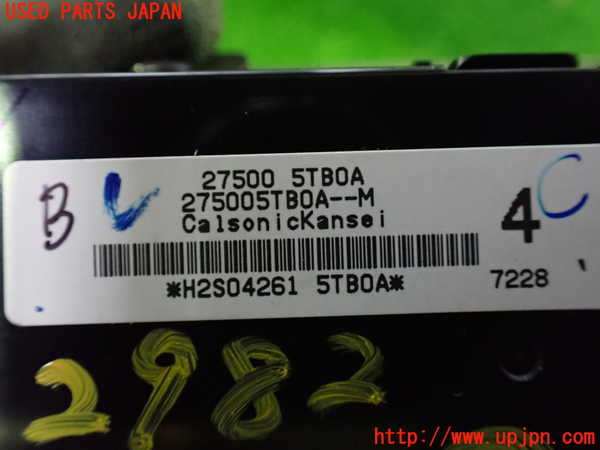 USED PARTS JAPAN
27500 5TB0A
275005TB0A--M
CalsonicKansei
B
4
C
*H2S04261 5TB0A*
7228
2982
http://www.upjpn.com/